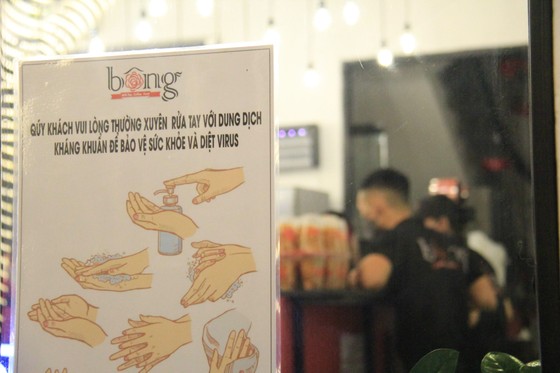 bông
QÚY KHÁCH VUI LÒNG THƯỜNG XUYÊN RỬA TAY VỚI DUNG DỊCH
KHÁNG KHUẨN ĐỂ BẢO VỆ SỨC KHỎE VÀ DIỆT VIRUS